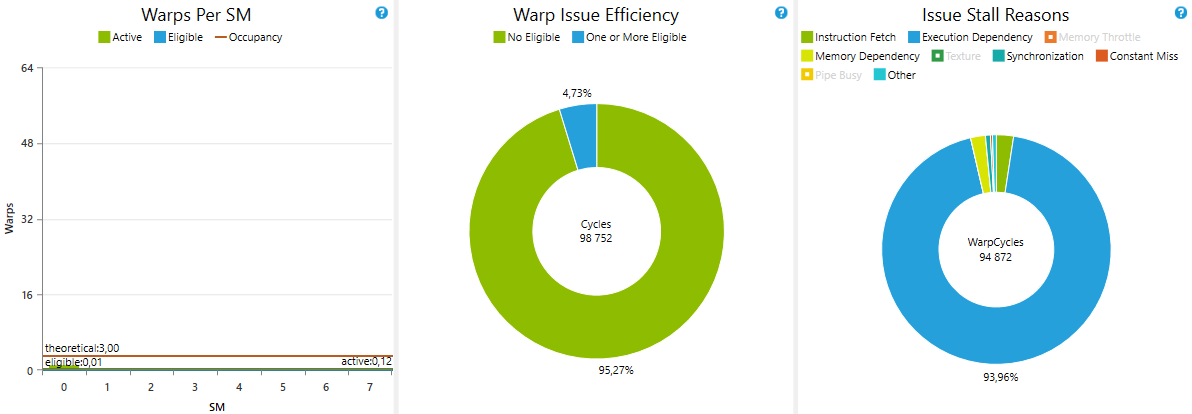 Warps Per SM
?
Active Eligible Occupancy
64
48
32
16
0
Warps
theoretical:3,00
eligible:0,01
active:0,12
0 1 2 3 4 5 6 7
SM
Warp Issue Efficiency
?
No Eligible One or More Eligible
4,73%
Cycles
98 752
95,27%
Issue Stall Reasons
?
Instruction Fetch Execution Dependency Memory Throttle
Memory Dependency Texture Synchronization Constant Miss
Pipe Busy Other
WarpCycles
94 872
93,96%